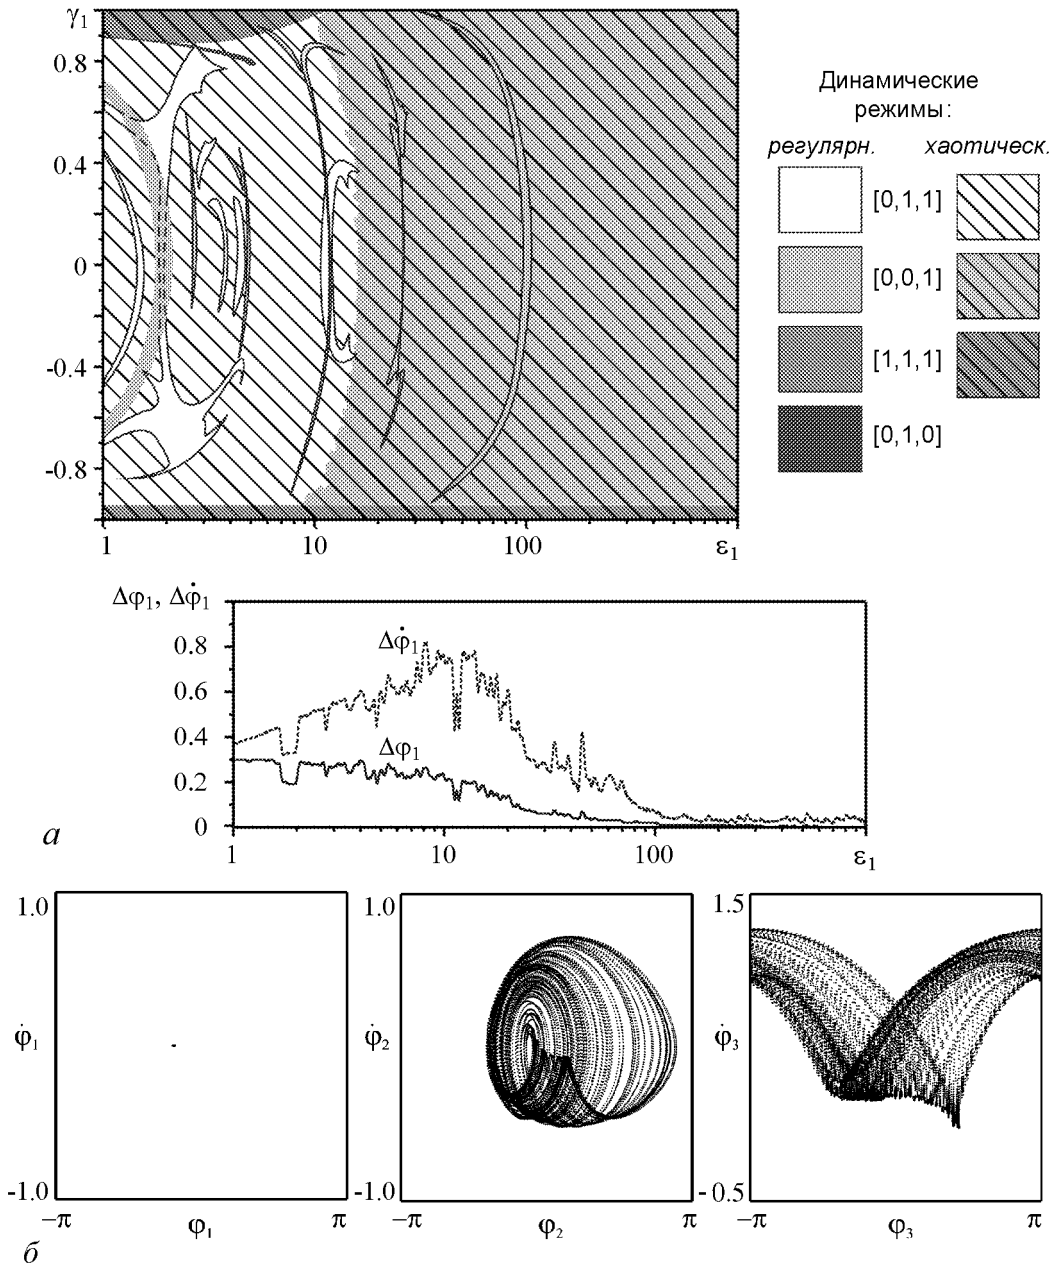 γ₁
0.8
0.4
0
-0.4
-0.8
1 10 100 ε₁
Динамические
режимы:
регулярн. хаотическ.
[0,1,1]
[0,0,1]
[1,1,1]
[0,1,0]
Δφ₁, Δφ̇₁
0.8
0.6
0.4
0.2
0
Δφ̇₁
Δφ₁
1 10 100 ε₁
а
1.0
φ̇₁
-1.0
−π φ₁ π
1.0
φ̇₂
-1.0
−π φ₂ π
1.5
φ̇₃
-0.5
−π φ₃ π
б